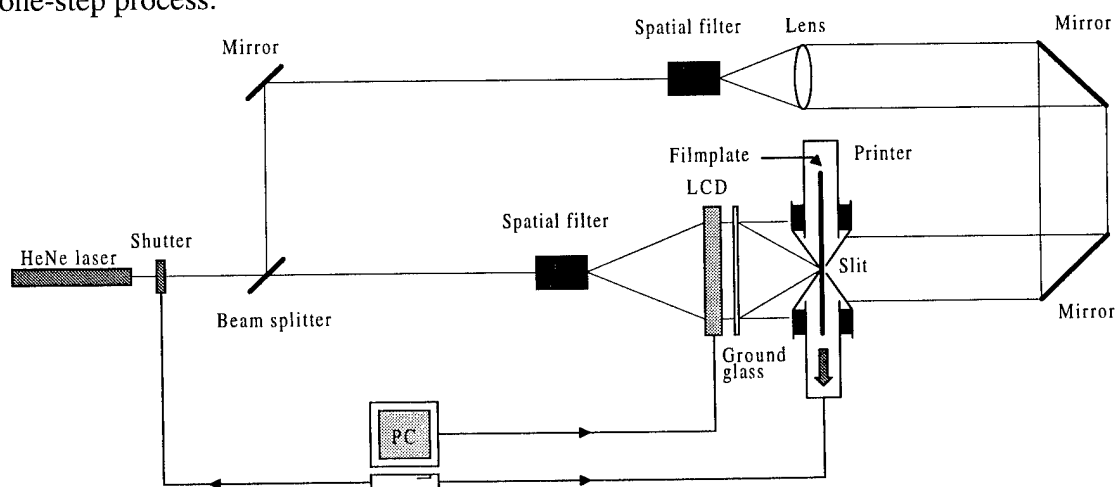 one-step process.
Mirror
Spatial filter
Lens
Mirror
Filmplate
Printer
LCD
Spatial filter
Shutter
HeNe laser
Slit
Beam splitter
Mirror
Ground
glass
PC